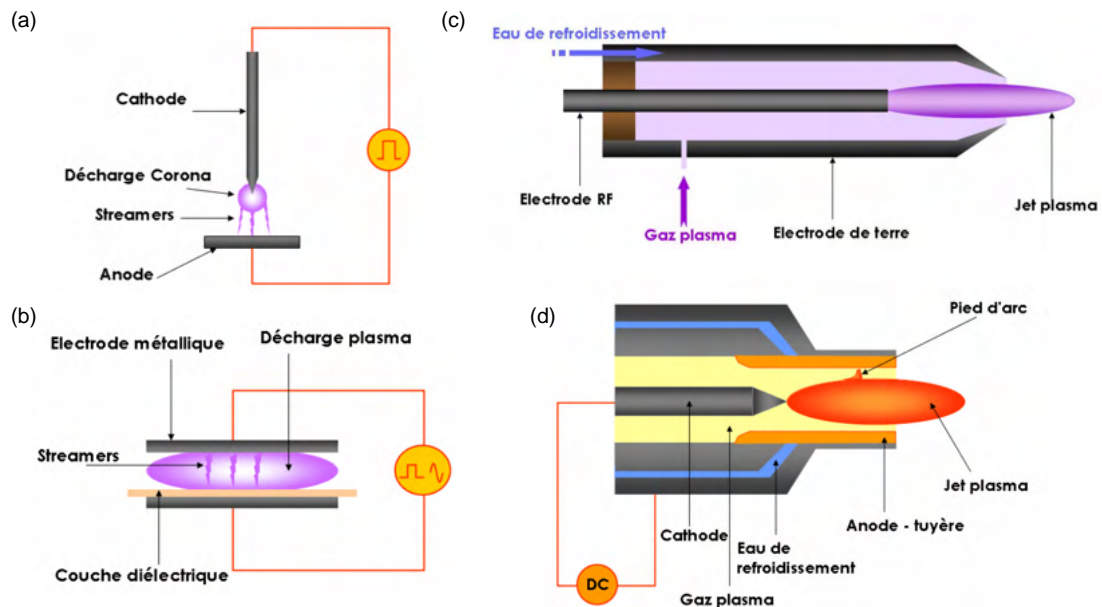 (a)
Cathode
Décharge Corona
Streamers
Anode
(b)
Electrode métallique
Décharge plasma
Streamers
Couche diélectrique
(c)
Eau de refroidissement
Electrode RF
Gaz plasma
Electrode de terre
Jet plasma
(d)
Pied d'arc
Jet plasma
Anode - tuyère
Cathode
Eau de
refroidissement
Gaz plasma
DC